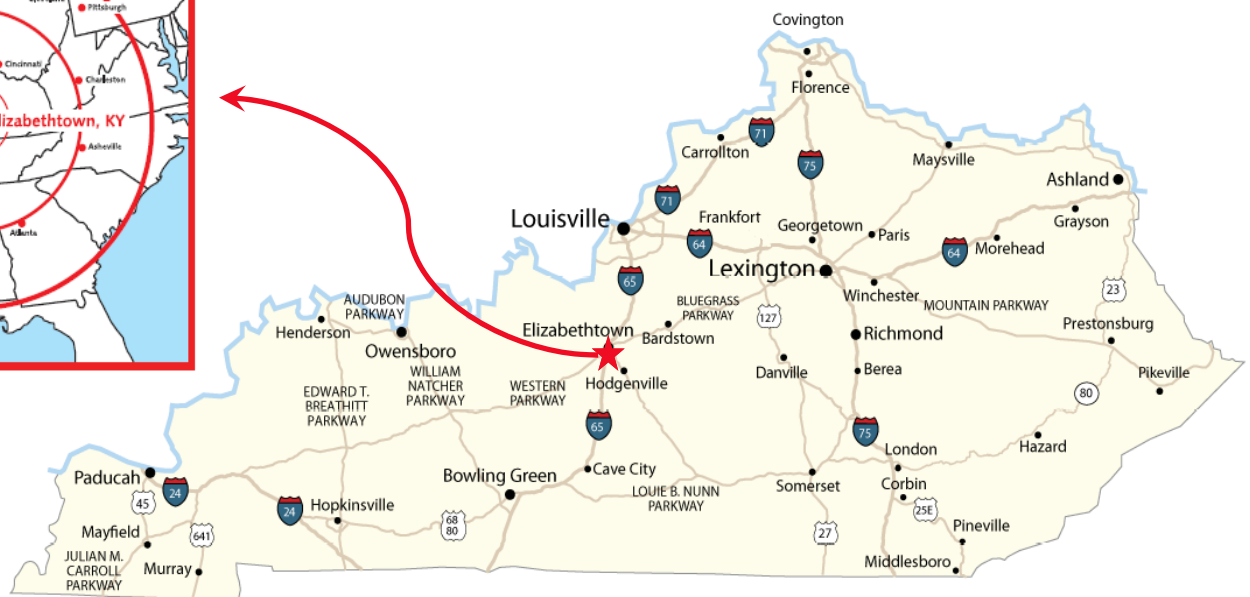 Pittsburgh
Cincinnati
Charleston
lizabethtown, KY
Asheville
Atlanta
Covington
Florence
71
Carrollton
75
Maysville
Ashland
71
Grayson
Louisville
Frankfort
Georgetown
Paris
64
64
Morehead
Lexington
65
Winchester
23
AUDUBON
PARKWAY
BLUEGRASS
PARKWAY
MOUNTAIN PARKWAY
127
Henderson
Elizabethtown
Bardstown
Richmond
Prestonsburg
Owensboro
WILLIAM
NATCHER
PARKWAY
Hodgenville
Danville
Berea
Pikeville
EDWARD T.
BREATHITT
PARKWAY
WESTERN
PARKWAY
80
65
75
Hazard
London
Paducah
Bowling Green
Cave City
Somerset
Corbin
24
45
LOUIE B. NUNN
PARKWAY
24
Hopkinsville
25E
68
80
Mayfield
641
27
Pineville
JULIAN M.
CARROLL
PARKWAY
Murray
Middlesboro